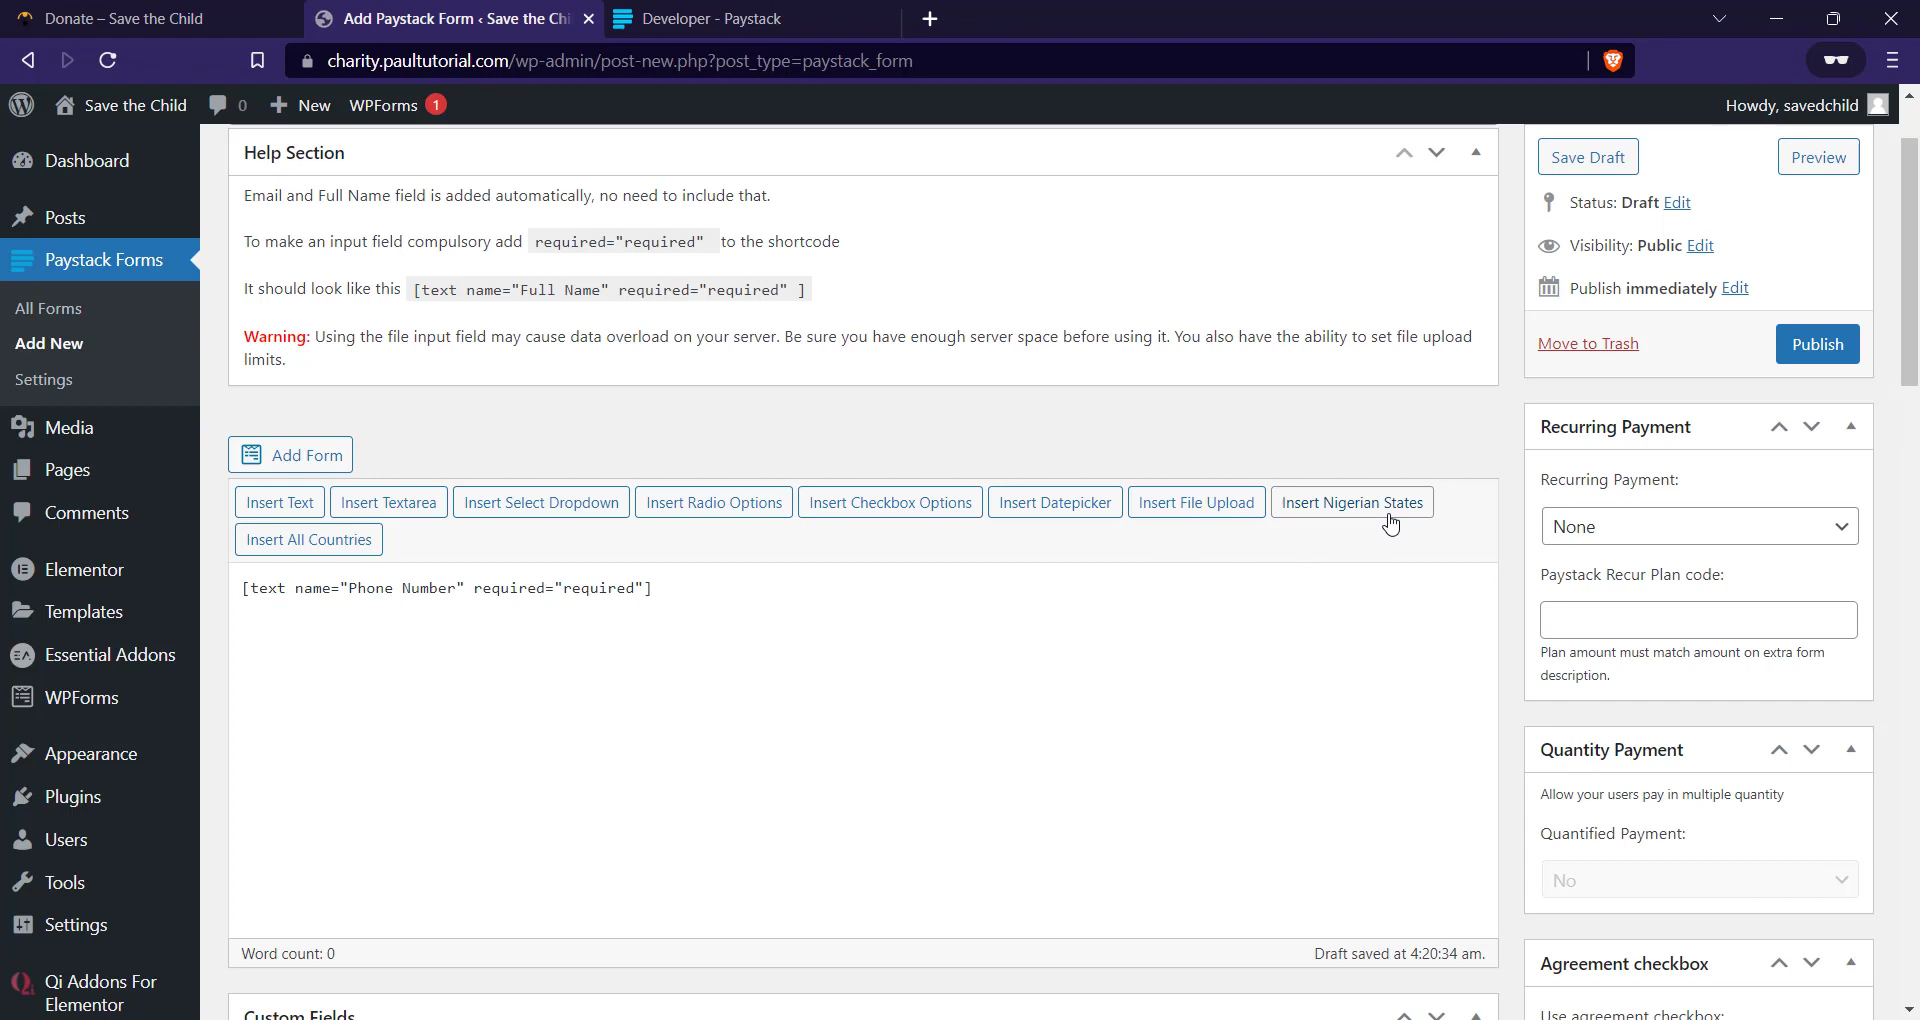 Donate – Save the Child
Add Paystack Form ‹ Save the Chi
Developer - Paystack
charity.paultutorial.com/wp-admin/post-new.php?post_type=paystack_form
Save the Child
0
New
WPForms 1
Howdy, savedchild
Dashboard
Posts
Paystack Forms
All Forms
Add New
Settings
Media
Pages
Comments
Elementor
Templates
Essential Addons
WPForms
Appearance
Plugins
Users
Tools
Settings
Qi Addons For
Elementor
Help Section
Email and Full Name field is added automatically, no need to include that.
To make an input field compulsory add required="required" to the shortcode
It should look like this [text name="Full Name" required="required" ]
Warning: Using the file input field may cause data overload on your server. Be sure you have enough server space before using it. You also have the ability to set file upload
limits.
Add Form
Insert Text
Insert Textarea
Insert Select Dropdown
Insert Radio Options
Insert Checkbox Options
Insert Datepicker
Insert File Upload
Insert Nigerian States
Insert All Countries
[text name="Phone Number" required="required"]
Word count: 0
Draft saved at 4:20:34 am.
Custom Fields
Save Draft
Preview
Status: Draft Edit
Visibility: Public Edit
Publish immediately Edit
Move to Trash
Publish
Recurring Payment
Recurring Payment:
None
Paystack Recur Plan code:
Plan amount must match amount on extra form
description.
Quantity Payment
Allow your users pay in multiple quantity
Quantified Payment:
No
Agreement checkbox
Use agreement checkbox: